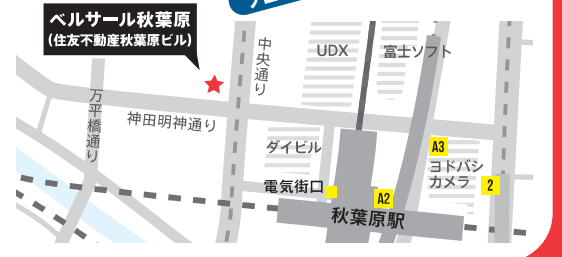 ベルサール秋葉原
(住友不動産秋葉原ビル)
中央通り
UDX
富士ソフト
万平橋通り
神田明神通り
ダイビル
A3
ヨドバシ
カメラ
電気街口
A2
2
秋葉原駅